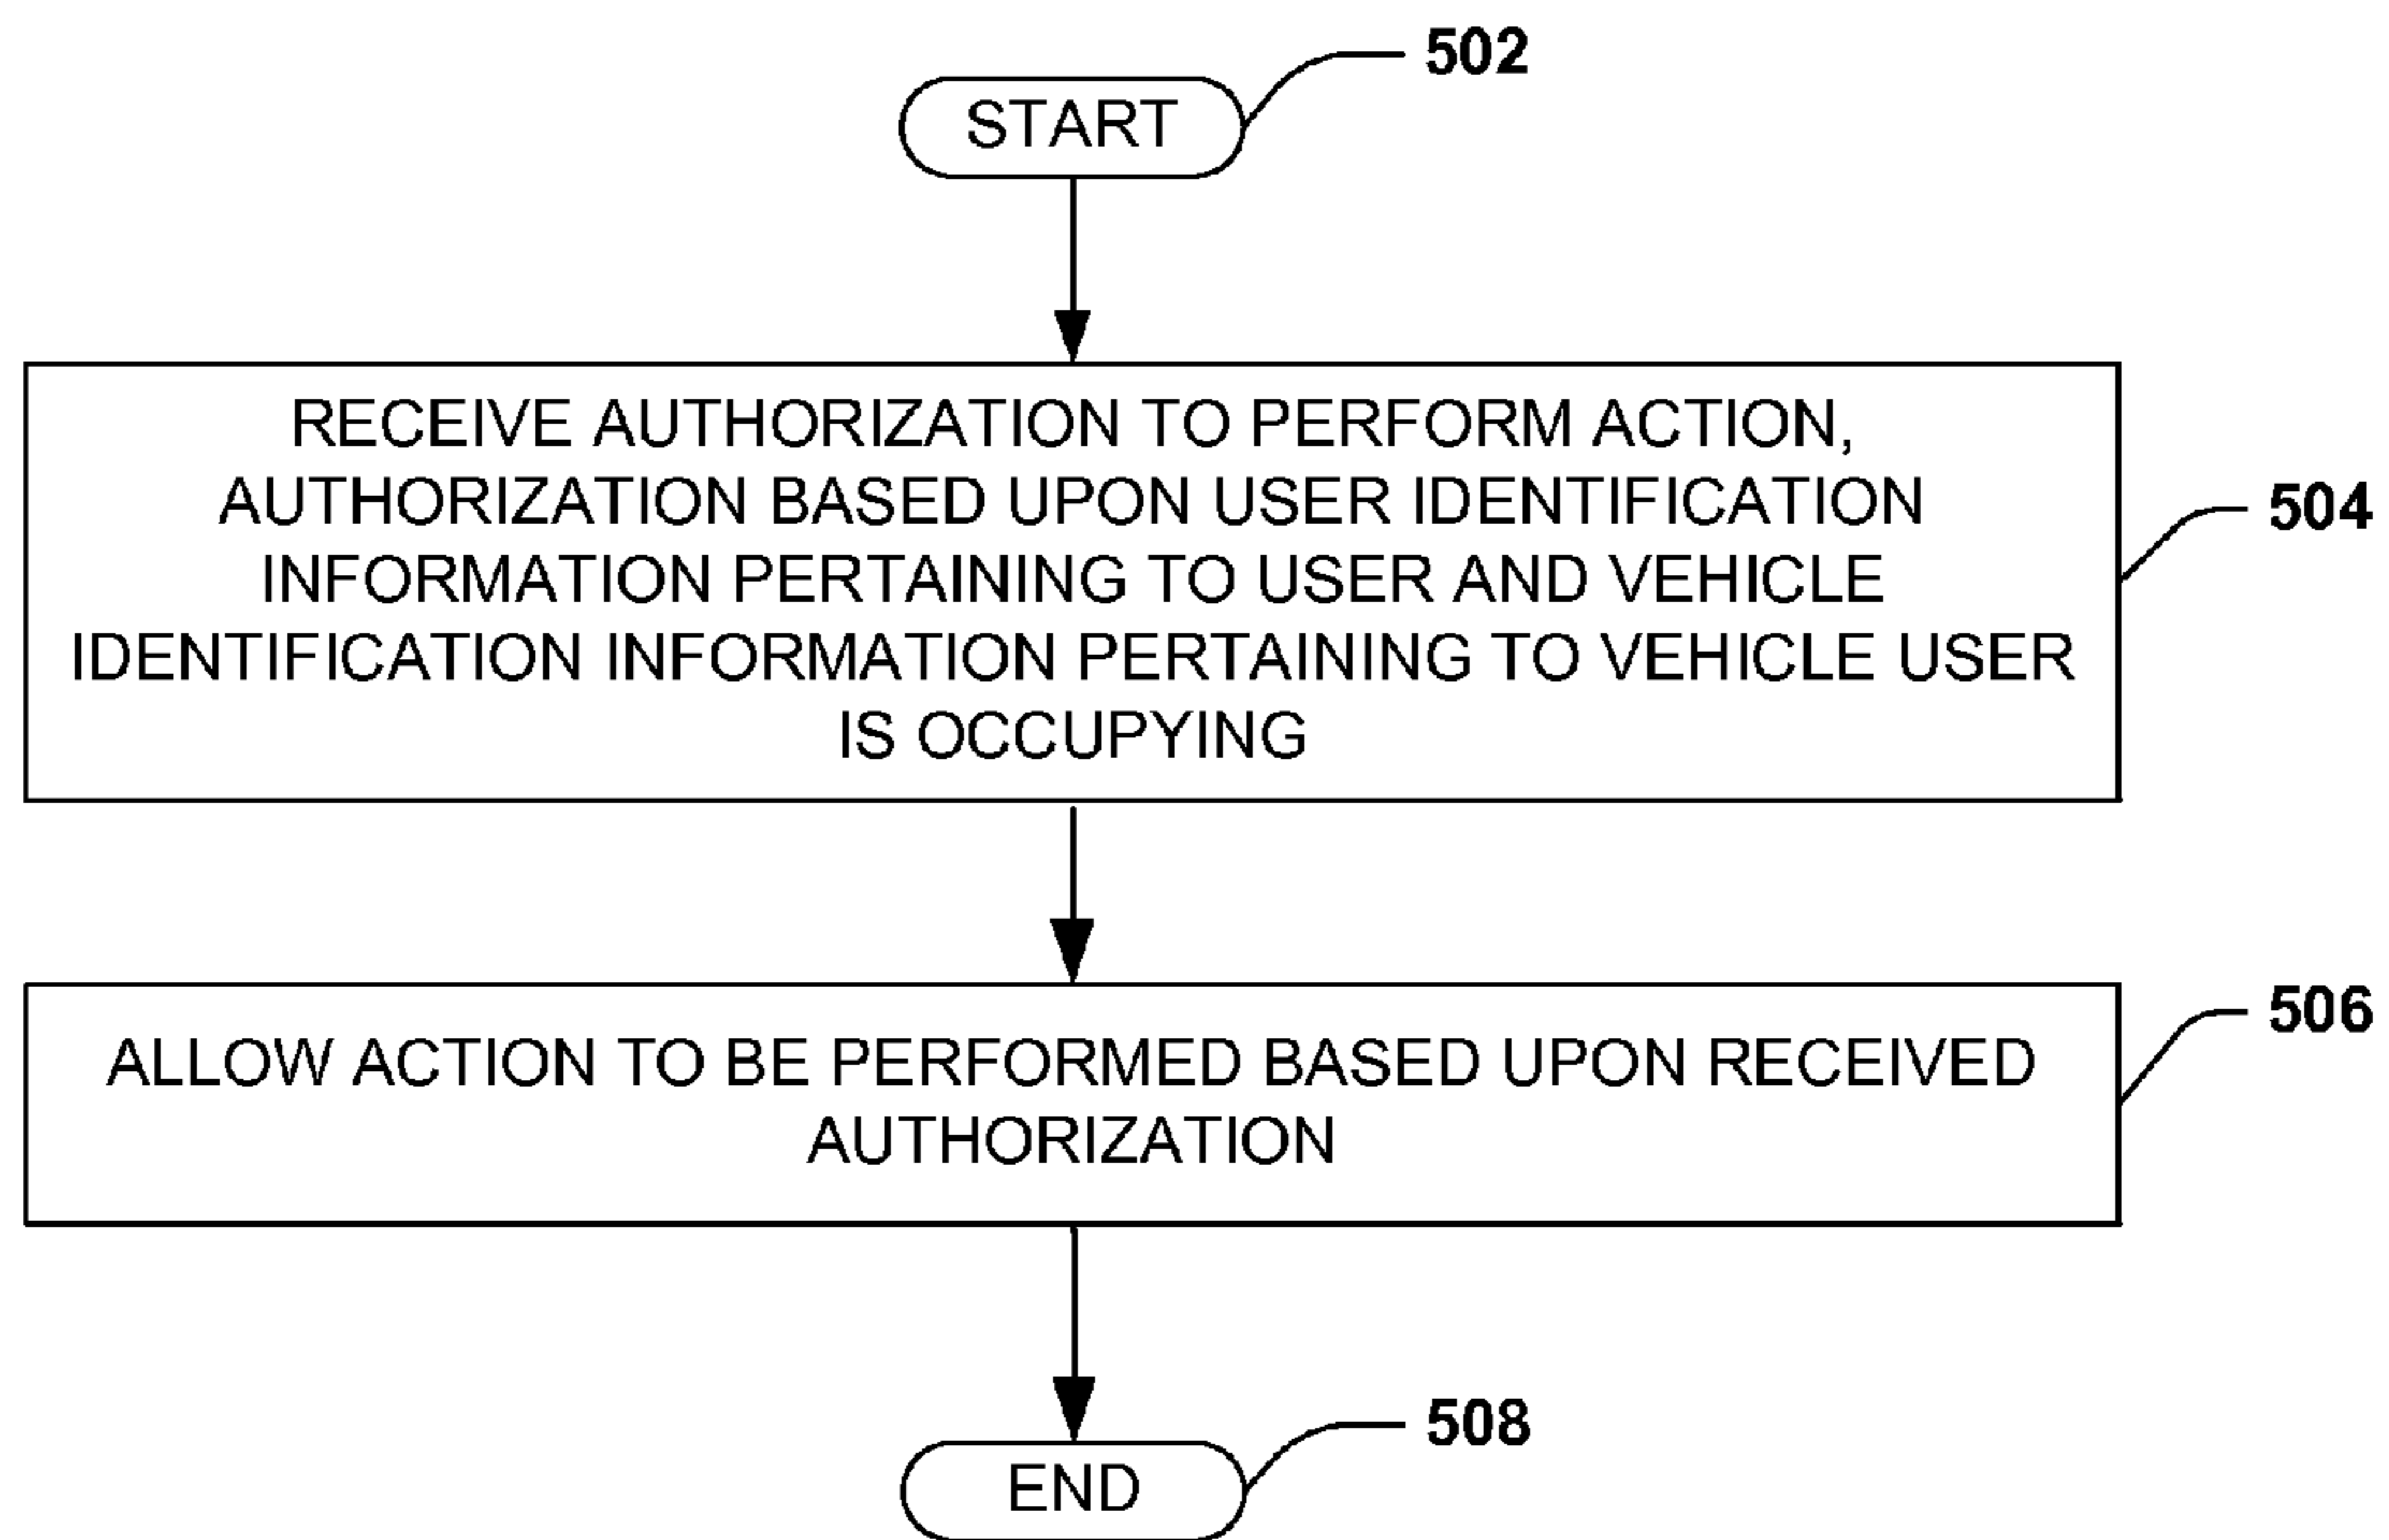 502
START
RECEIVE AUTHORIZATION TO PERFORM ACTION,
AUTHORIZATION BASED UPON USER IDENTIFICATION
INFORMATION PERTAINING TO USER AND VEHICLE
IDENTIFICATION INFORMATION PERTAINING TO VEHICLE USER
IS OCCUPYING
504
ALLOW ACTION TO BE PERFORMED BASED UPON RECEIVED
AUTHORIZATION
506
508
END